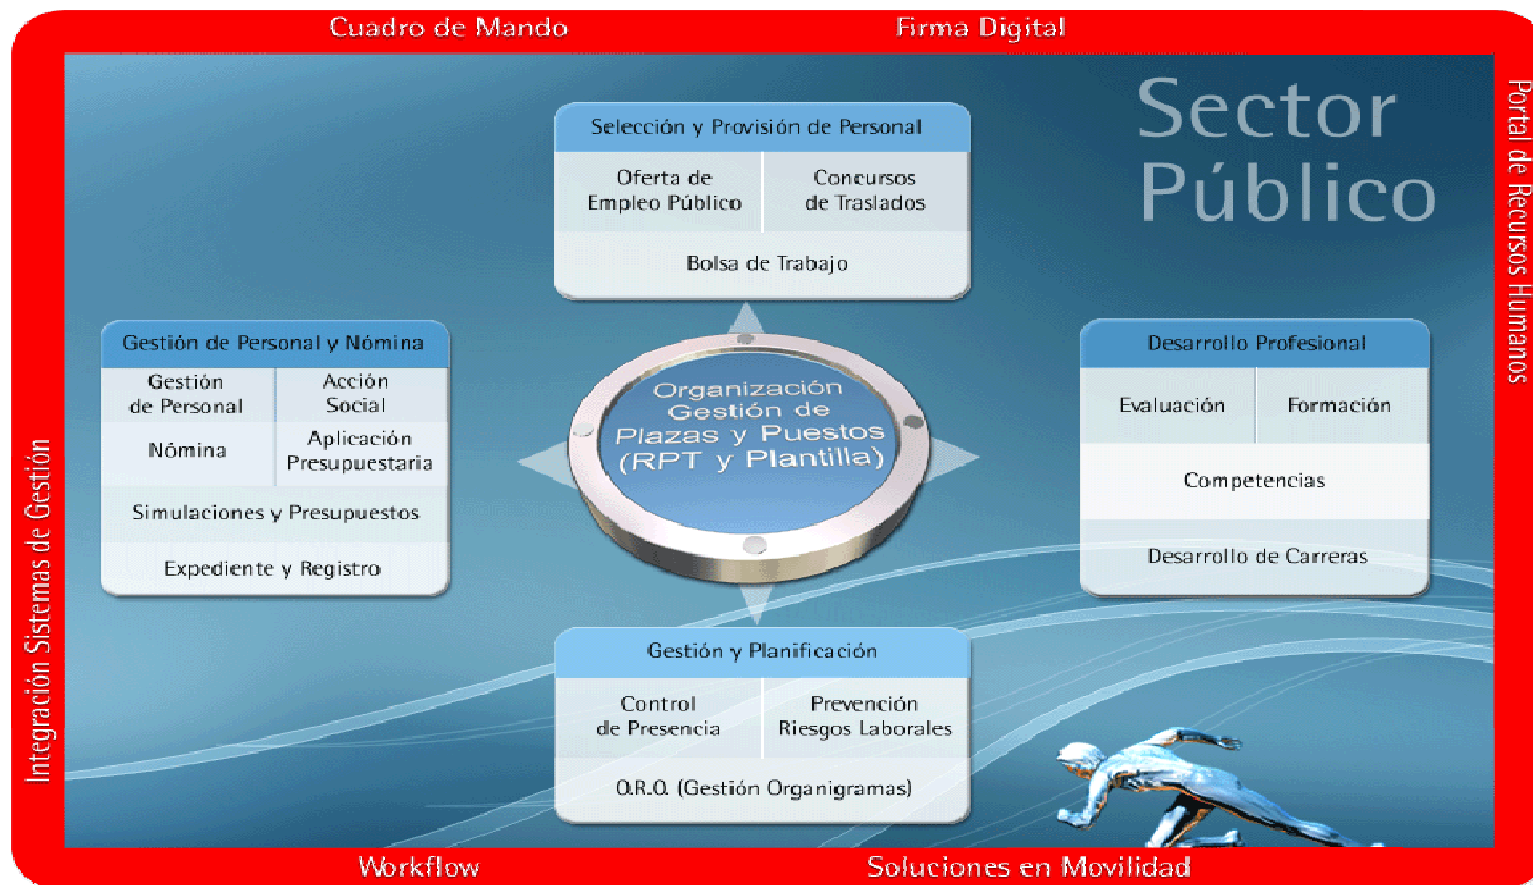 Cuadro de Mando
Firma Digital
Sector
Público
Portal de Recursos Humanos
Selección y Provisión de Personal
Oferta de
Empleo Público
Concursos
de Traslados
Bolsa de Trabajo
Gestión de Personal y Nómina
Gestión
de Personal
Acción
Social
Nómina
Aplicación
Presupuestaria
Simulaciones y Presupuestos
Expediente y Registro
Organización
Gestión de
Plazas y Puestos
(RPT y Plantilla)
Desarrollo Profesional
Evaluación
Formación
Competencias
Desarrollo de Carreras
Integración Sistemas de Gestión
Gestión y Planificación
Control
de Presencia
Prevención
Riesgos Laborales
O.R.O. (Gestión Organigramas)
Workflow
Soluciones en Movilidad